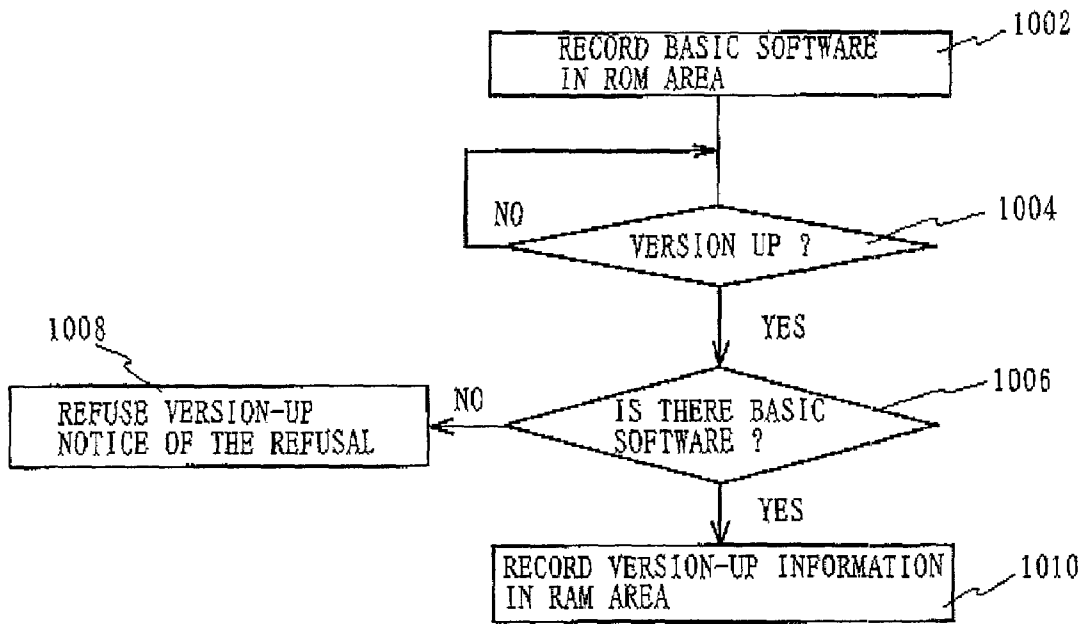 1002
RECORD BASIC SOFTWARE
IN ROM AREA
NO
1004
VERSION UP ?
YES
1008
1006
REFUSE VERSION-UP
NOTICE OF THE REFUSAL
NO
IS THERE BASIC
SOFTWARE ?
YES
RECORD VERSION-UP INFORMATION
IN RAM AREA
1010